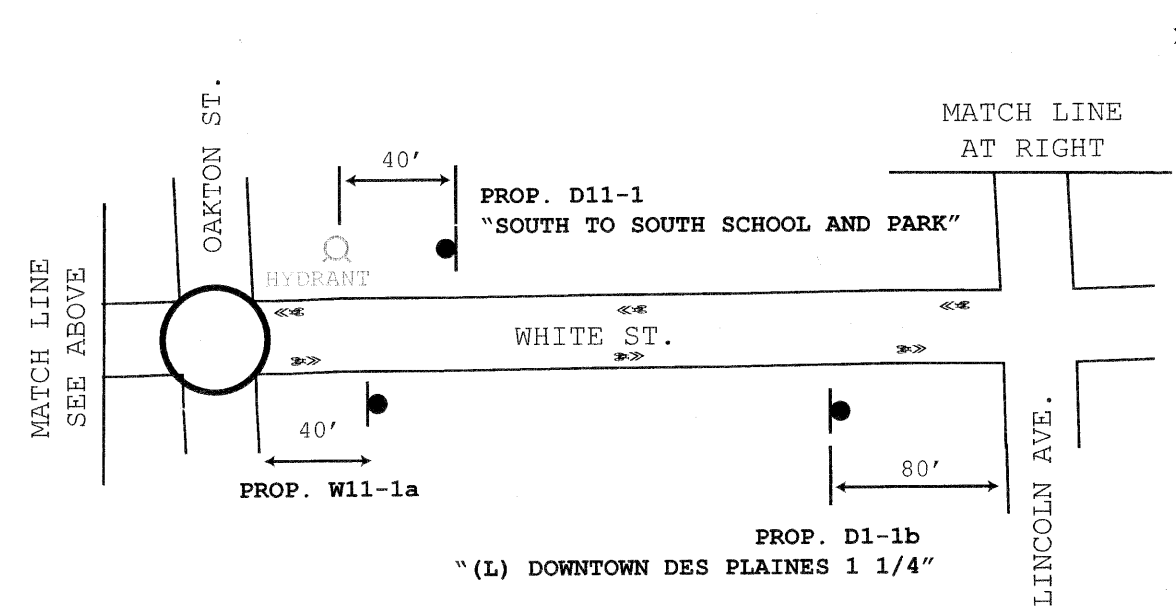 MATCH LINE
AT RIGHT
OAKTON ST.
40'
PROP. D11-1
"SOUTH TO SOUTH SCHOOL AND PARK"
HYDRANT
MATCH LINE
SEE ABOVE
WHITE ST.
40'
PROP. W11-1a
80'
PROP. D1-1b
"(L) DOWNTOWN DES PLAINES 1 1/4"
LINCOLN AVE.